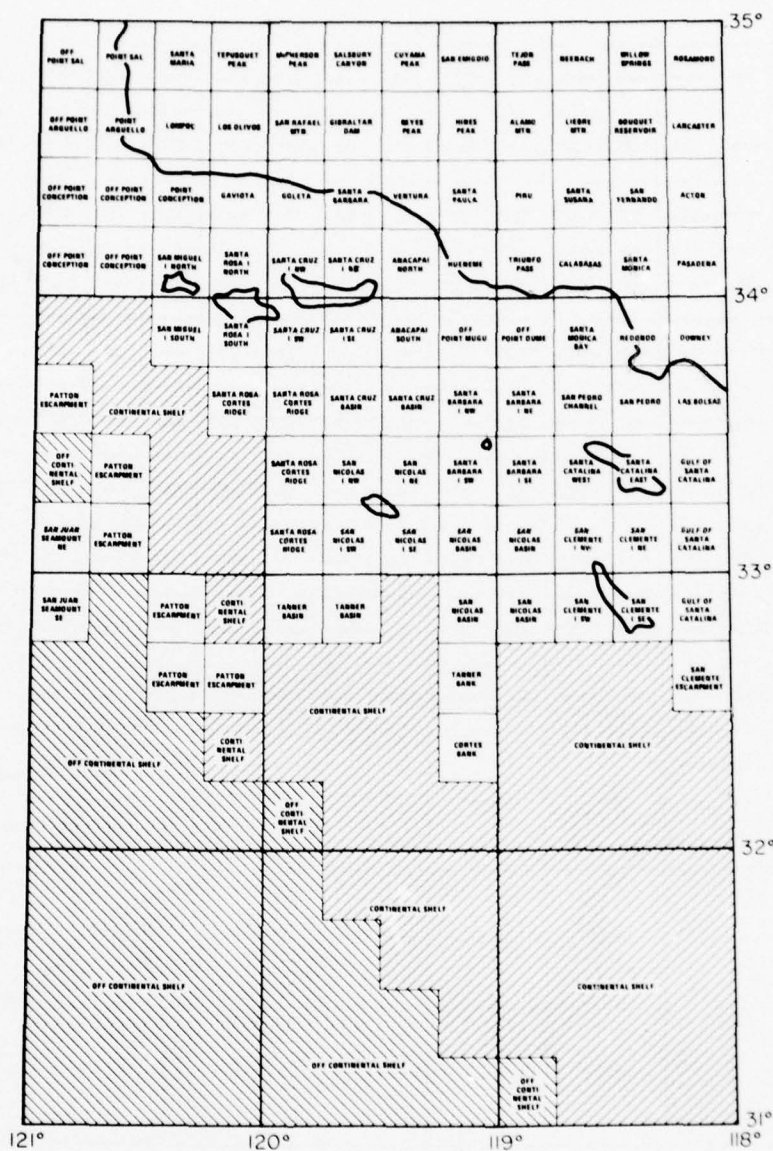 35°
OFF
POINT SAL
POINT SAL
SANTA
MARIA
TEPUSQUET
PEAK
McPHERSON
PEAK
SALSBURY
CANYON
CUYAMA
PEAK
SAN EMIGDIO
TEJON
PASS
NEENACH
WILLOW
SPRINGS
ROSAMOND
OFF POINT
ARGUELLO
POINT
ARGUELLO
LOMPOC
LOS OLIVOS
SAN RAFAEL
MTN
GIBRALTAR
DAM
REYES
PEAK
HINES
PEAK
ALAMO
MTN
LIEBRE
MTN
BOUQUET
RESERVOIR
LANCASTER
OFF POINT
CONCEPTION
OFF POINT
CONCEPTION
POINT
CONCEPTION
GAVIOTA
GOLETA
SANTA
BARBARA
VENTURA
SANTA
PAULA
PIRU
SANTA
SUSANA
SAN
FERNANDO
ACTON
OFF POINT
CONCEPTION
OFF POINT
CONCEPTION
SAN MIGUEL
I NORTH
SANTA
ROSA I
NORTH
SANTA CRUZ
I NW
SANTA CRUZ
I NE
ANACAPAI
NORTH
HUENEME
TRIUNFO
PASS
CALABASAS
SANTA
MONICA
PASADENA
34°
SAN MIGUEL
I SOUTH
SANTA
ROSA I
SOUTH
SANTA CRUZ
I SW
SANTA CRUZ
I SE
ANACAPAI
SOUTH
OFF
POINT MUGU
OFF
POINT DUME
SANTA
MONICA
BAY
REDONDO
DOWNEY
PATTON
ESCARPMENT
CONTINENTAL SHELF
SANTA ROSA
CORTES
RIDGE
SANTA ROSA
CORTES
RIDGE
SANTA CRUZ
BASIN
SANTA CRUZ
BASIN
SANTA
BARBARA
I NW
SANTA
BARBARA
I NE
SAN PEDRO
CHANNEL
SAN PEDRO
LAS BOLSAS
OFF
CONTI
NENTAL
SHELF
PATTON
ESCARPMENT
SANTA ROSA
CORTES
RIDGE
SAN
NICOLAS
I NW
SAN
NICOLAS
I NE
SANTA
BARBARA
I SW
SANTA
BARBARA
I SE
SANTA
CATALINA
WEST
SANTA
CATALINA
EAST
GULF OF
SANTA
CATALINA
SAN JUAN
SEAMOUNT
NE
PATTON
ESCARPMENT
SANTA ROSA
CORTES
RIDGE
SAN
NICOLAS
I SW
SAN
NICOLAS
I SE
SAN
NICOLAS
BASIN
SAN
NICOLAS
BASIN
SAN
CLEMENTE
I NW
SAN
CLEMENTE
I NE
GULF OF
SANTA
CATALINA
33°
SAN JUAN
SEAMOUNT
SE
PATTON
ESCARPMENT
CONTI
NENTAL
SHELF
TANNER
BASIN
TANNER
BASIN
SAN
NICOLAS
BASIN
SAN
NICOLAS
BASIN
SAN
CLEMENTE
I SW
SAN
CLEMENTE
I SE
GULF OF
SANTA
CATALINA
PATTON
ESCARPMENT
PATTON
ESCARPMENT
CONTINENTAL SHELF
TANNER
BANK
SAN
CLEMENTE
ESCARPMENT
OFF CONTINENTAL SHELF
CONTI
NENTAL
SHELF
CORTES
BANK
CONTINENTAL SHELF
OFF
CONTI
NENTAL
SHELF
32°
CONTINENTAL SHELF
OFF CONTINENTAL SHELF
CONTINENTAL SHELF
OFF CONTINENTAL SHELF
OFF
CONTI
NENTAL
SHELF
31°
121°
120°
119°
118°